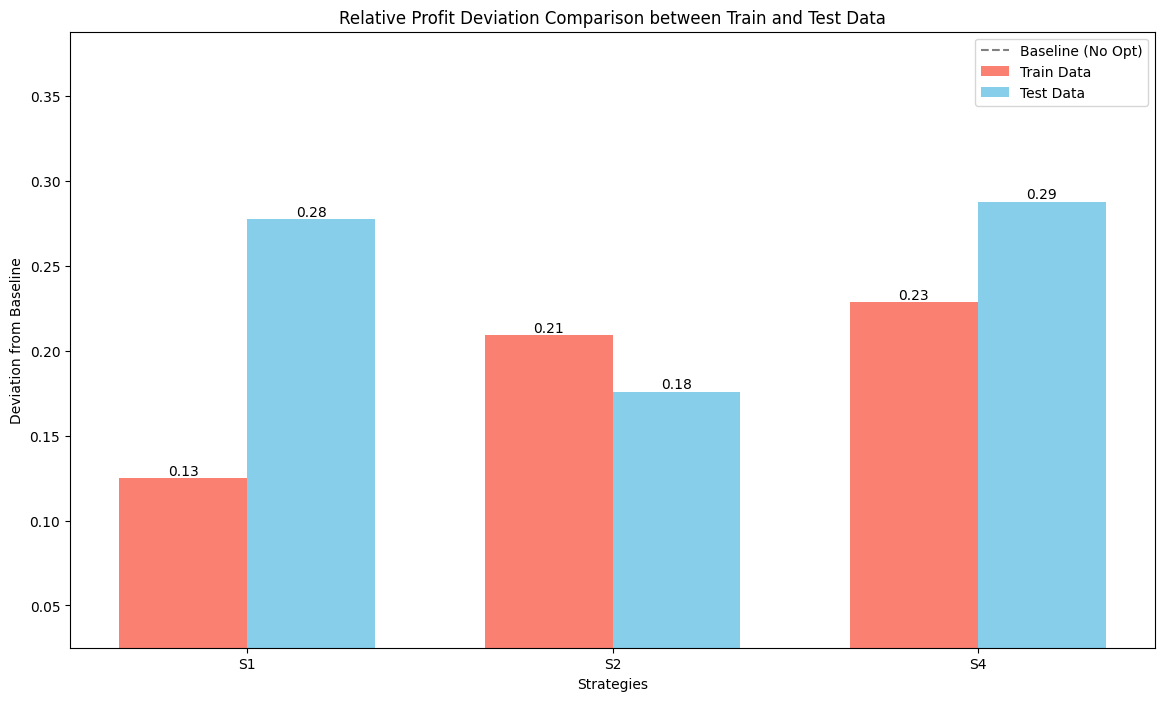 Relative Profit Deviation Comparison between Train and Test Data
Baseline (No Opt)
Train Data
Test Data
Deviation from Baseline
0.35
0.30
0.25
0.20
0.15
0.10
0.05
0.13
0.28
0.21
0.18
0.23
0.29
S1
S2
S4
Strategies